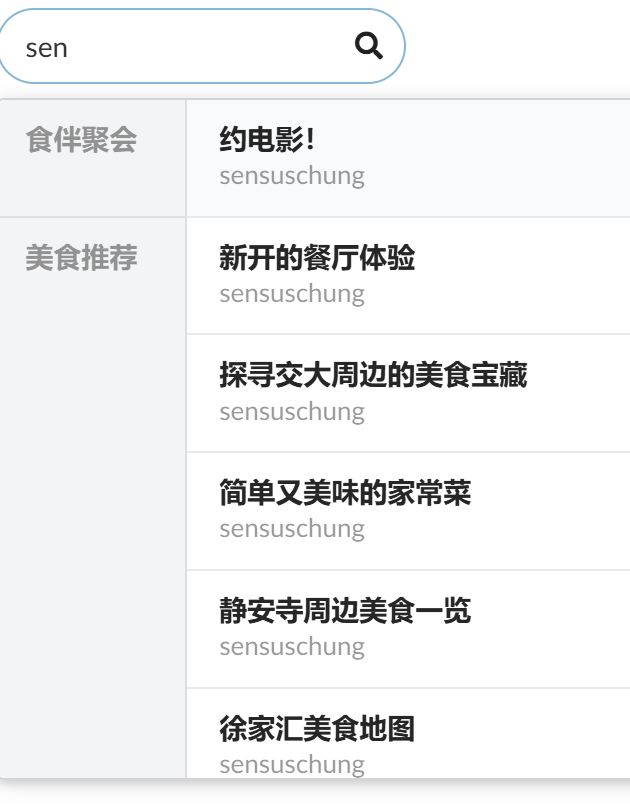 sen
食伴聚会
约电影!
sensuschung
美食推荐
新开的餐厅体验
sensuschung
探寻交大周边的美食宝藏
sensuschung
简单又美味的家常菜
sensuschung
静安寺周边美食一览
sensuschung
徐家汇美食地图
sensuschung